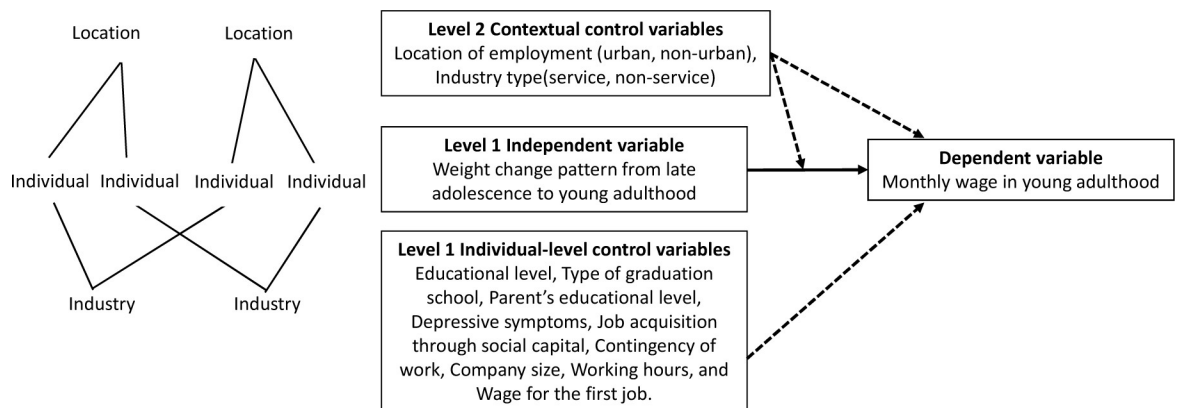 Location Location
Individual Individual Individual Individual
Industry Industry
Level 2 Contextual control variables
Location of employment (urban, non-urban),
Industry type(service, non-service)
Level 1 Independent variable
Weight change pattern from late
adolescence to young adulthood
Level 1 Individual-level control variables
Educational level, Type of graduation
school, Parent’s educational level,
Depressive symptoms, Job acquisition
through social capital, Contingency of
work, Company size, Working hours, and
Wage for the first job.
Dependent variable
Monthly wage in young adulthood